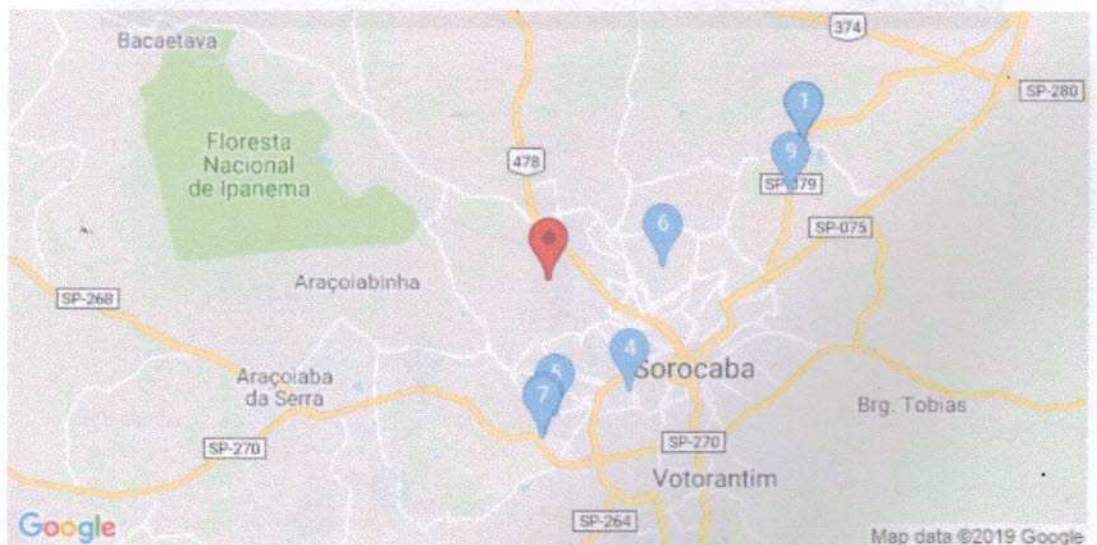 374
Bacaetava
SP-280
1
Floresta
Nacional
de Ipanema
9
478
SP-079
6
SP-075
Araçoiabinha
SP-268
4
Sorocaba
5
Araçoiaba
da Serra
7
Brg. Tobias
SP-270
SP-270
Votorantim
SP-264
Google
Map data ©2019 Google